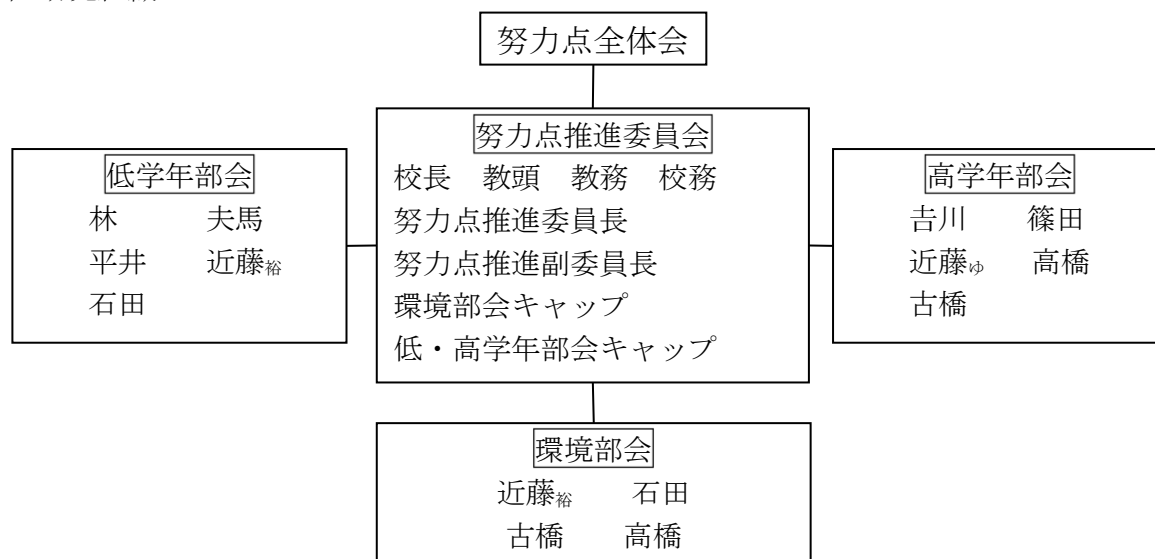 努力点全体会
努力点推進委員会
校長 教頭 教務 校務
努力点推進委員長
努力点推進副委員長
環境部会キャップ
低・高学年部会キャップ
低学年部会
林 夫馬
平井 近藤裕
石田
高学年部会
𠮷川 篠田
近藤ゆ 高橋
古橋
環境部会
近藤裕 石田
古橋 高橋